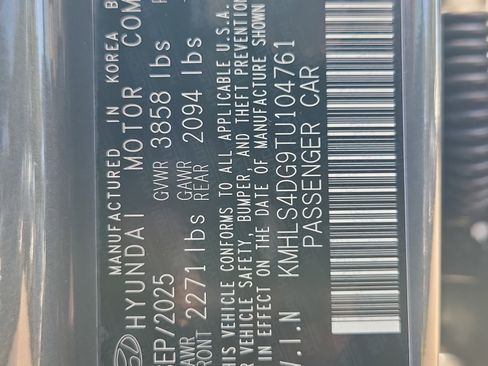 MANUFACTURED IN KOREA B
HYUNDAI MOTOR COM
SEP/2025 GVWR 3858 lbs
GAWR FRONT 2271 lbs GAWR REAR 2094 lbs
THIS VEHICLE CONFORMS TO ALL APPLICABLE U.S.A.
VEHICLE SAFETY, BUMPER, AND THEFT PREVENTION
IN EFFECT ON THE DATE OF MANUFACTURE SHOWN
V.I.N KMHLS4DG9TU104761
PASSENGER CAR